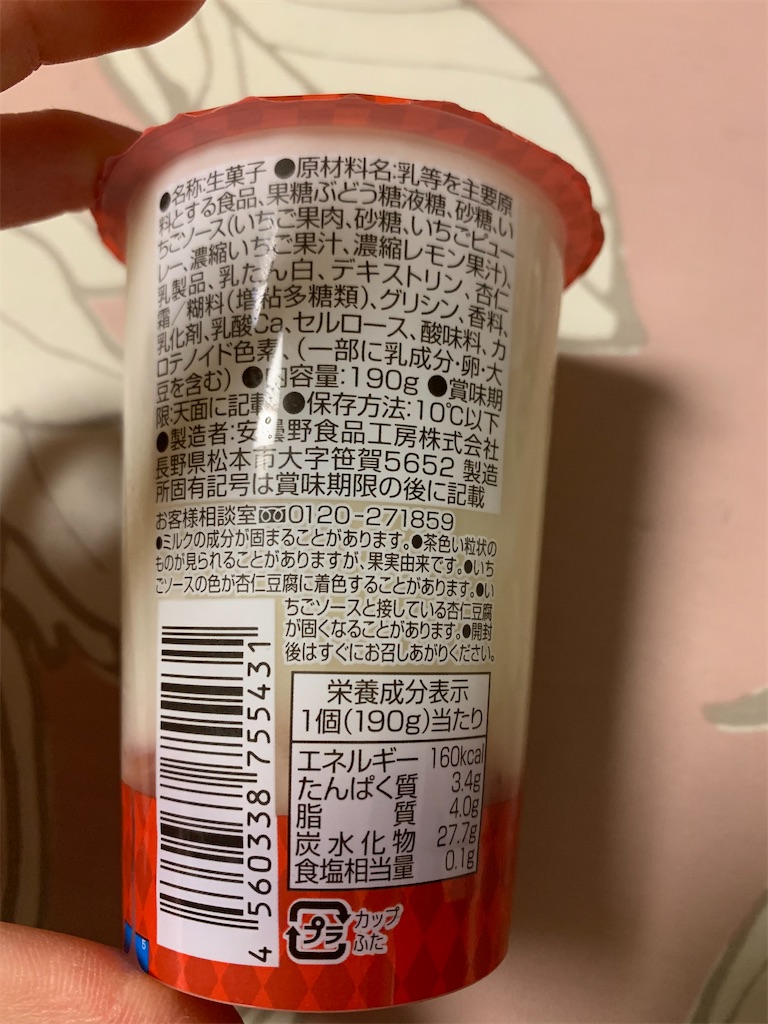 ●名称:生菓子 ●原材料名:乳等を主要原
料とする食品、果糖ぶどう糖液糖、砂糖、い
ちごソース(いちご果肉、砂糖、いちごピュー
レー、濃縮いちご果汁、濃縮レモン果汁)、
乳製品、乳たん白、デキストリン、杏仁
霜/糊料(増粘多糖類)、グリシン、香料、
乳化剤、乳酸Ca、セルロース、酸味料、カ
ロテノイド色素、(一部に乳成分・卵・大
豆を含む) ●内容量:190g ●賞味期
限:天面に記載 ●保存方法:10℃以下
●製造者:安曇野食品工房株式会社
長野県松本市大字笹賀5652 製造
所固有記号は賞味期限の後に記載
お客様相談室 0120-271859
●ミルクの成分が固まることがあります。●茶色い粒状の
ものが見られることがありますが、果実由来です。●いち
ごソースの色が杏仁豆腐に着色することがあります。●い
ちごソースと接している杏仁豆腐
が固くなることがあります。●開封
後はすぐにお召しあがりください。
栄養成分表示
1個(190g)当たり
エネルギー 160kcal
たんぱく質 3.4g
脂質 4.0g
炭水化物 27.7g
食塩相当量 0.1g
4 560338 755431
プラ
カップ
ふた
5